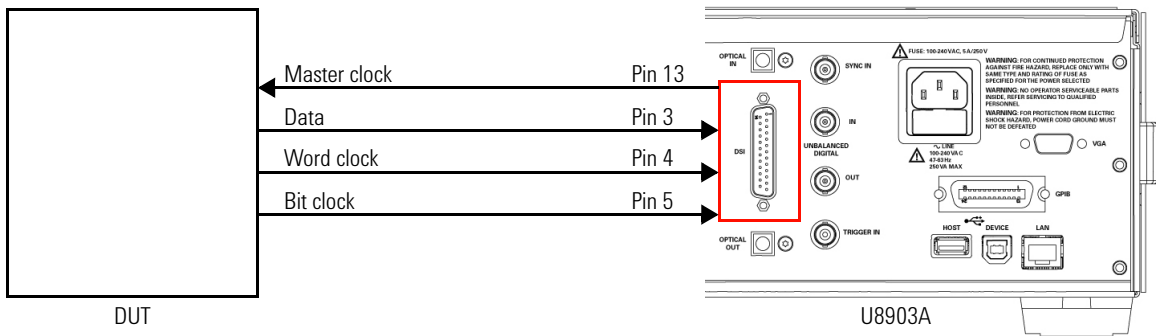 Master clock
Pin 13
Data
Pin 3
Word clock
Pin 4
Bit clock
Pin 5
DUT
OPTICAL
IN
SYNC IN
DSI
IN
UNBALANCED
DIGITAL
OUT
OPTICAL
OUT
TRIGGER IN
FUSE: 100-240VAC, 5A/250V
WARNING: FOR CONTINUED PROTECTION
AGAINST FIRE HAZARD, REPLACE ONLY WITH
SAME TYPE AND RATING OF FUSE AS
SPECIFIED FOR THE POWER SELECTED
WARNING: NO OPERATOR SERVICEABLE PARTS
INSIDE, REFER SERVICING TO QUALIFIED
PERSONNEL
WARNING: FOR PROTECTION FROM ELECTRIC
SHOCK HAZARD, POWER CORD GROUND MUST
NOT BE DEFEATED
~ LINE
100-240 VAC
47-63 Hz
250 VA MAX
VGA
GPIB
HOST
DEVICE
LAN
U8903A